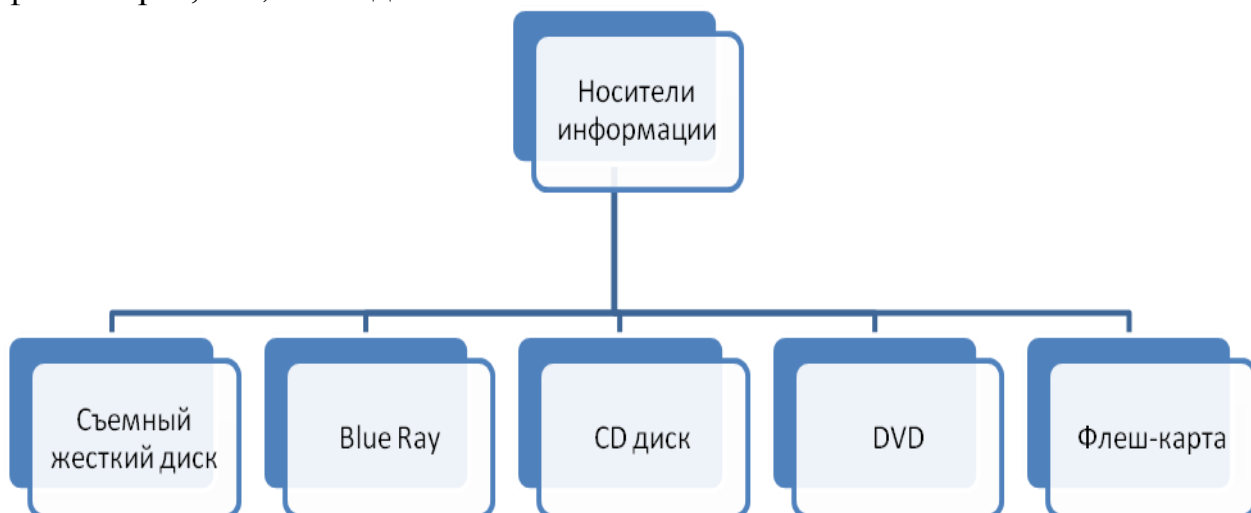 Носители
информации
Съемный
жесткий диск
Blue Ray
CD диск
DVD
Флеш-карта